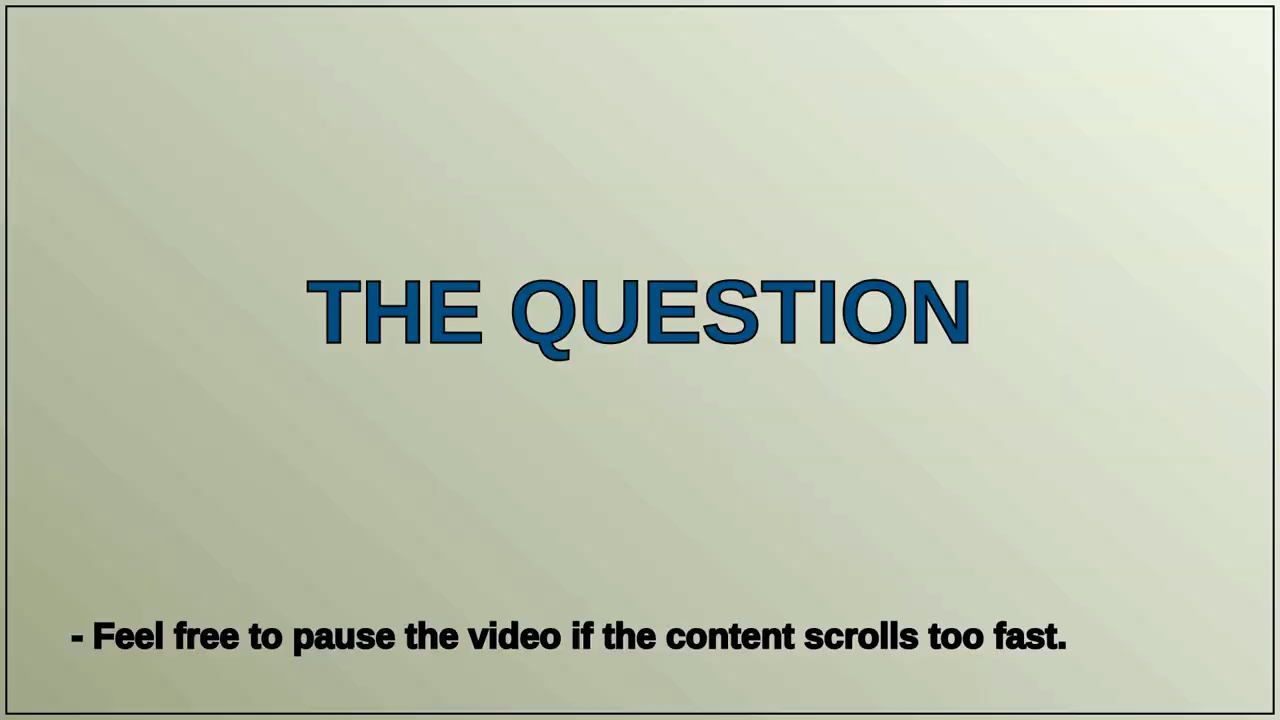 THE QUESTION
- Feel free to pause the video if the content scrolls too fast.